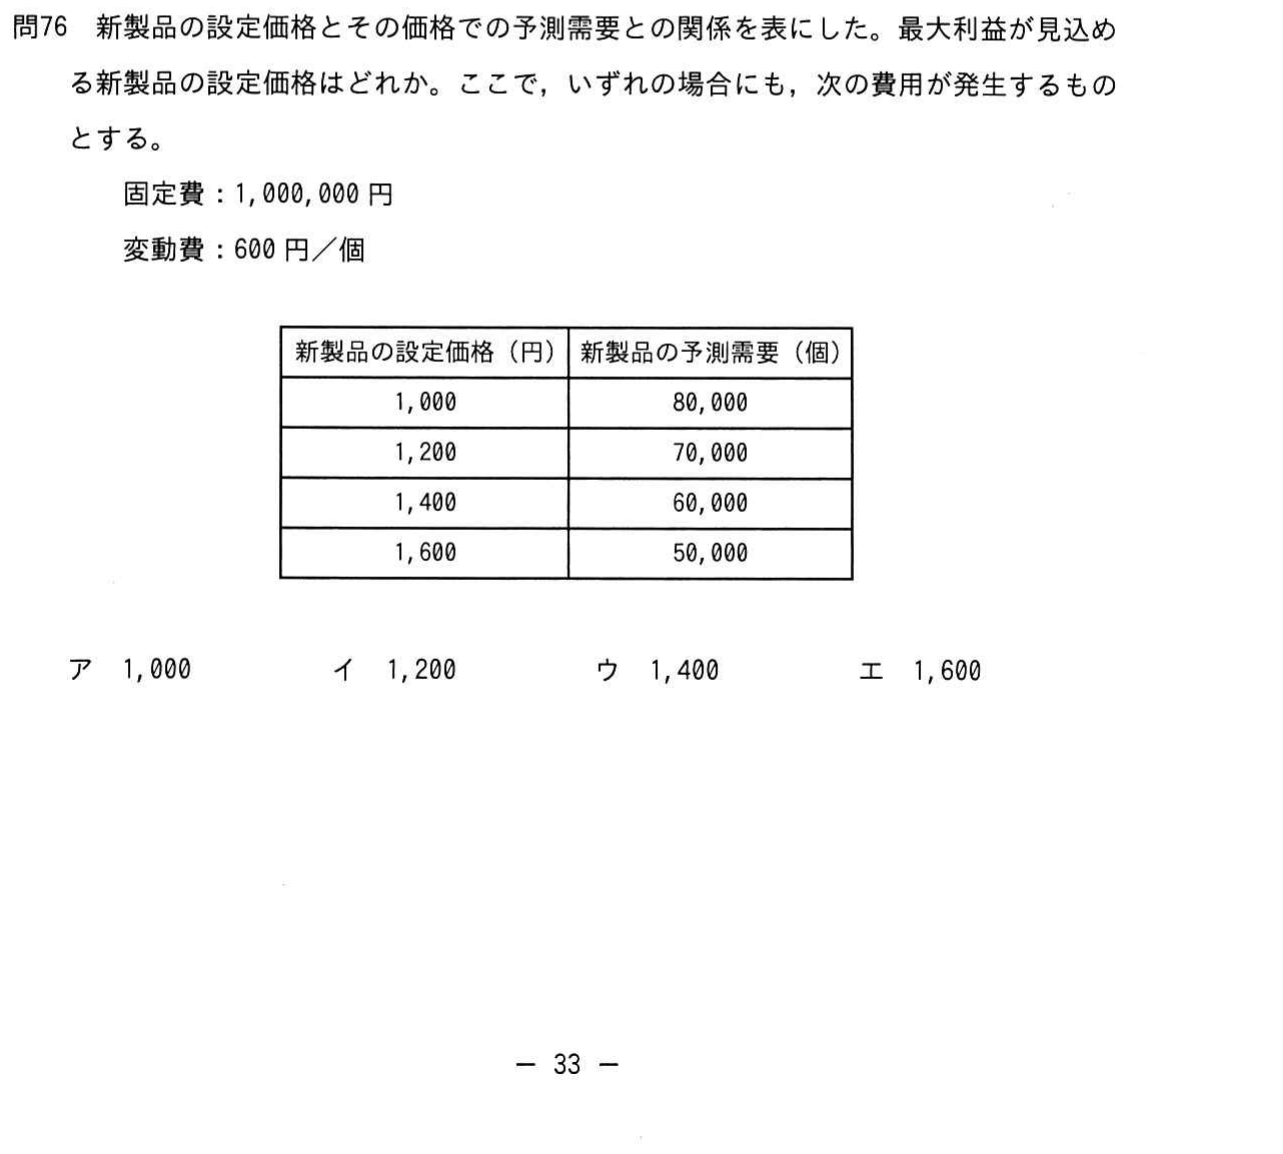 問76　新製品の設定価格とその価格での予測需要との関係を表にした。最大利益が見込め
る新製品の設定価格はどれか。ここで，いずれの場合にも，次の費用が発生するもの
とする。
固定費：1,000,000 円
変動費：600 円／個
新製品の設定価格（円） 新製品の予測需要（個）
1,000 80,000
1,200 70,000
1,400 60,000
1,600 50,000
ア　1,000　イ　1,200　ウ　1,400　エ　1,600
－ 33 －